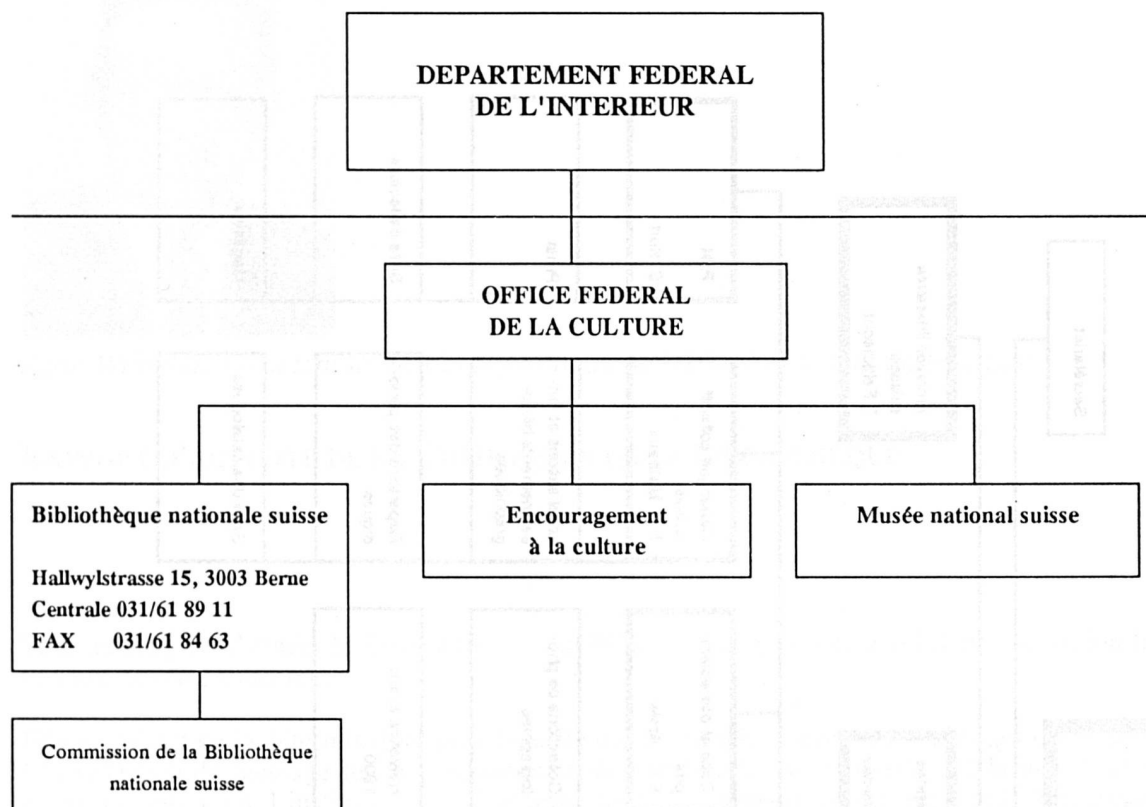 DEPARTEMENT FEDERAL
DE L'INTERIEUR
OFFICE FEDERAL
DE LA CULTURE
Bibliothèque nationale suisse
Hallwylstrasse 15, 3003 Berne
Centrale 031/61 89 11
FAX 031/61 84 63
Encouragement
à la culture
Musée national suisse
Commission de la Bibliothèque
nationale suisse